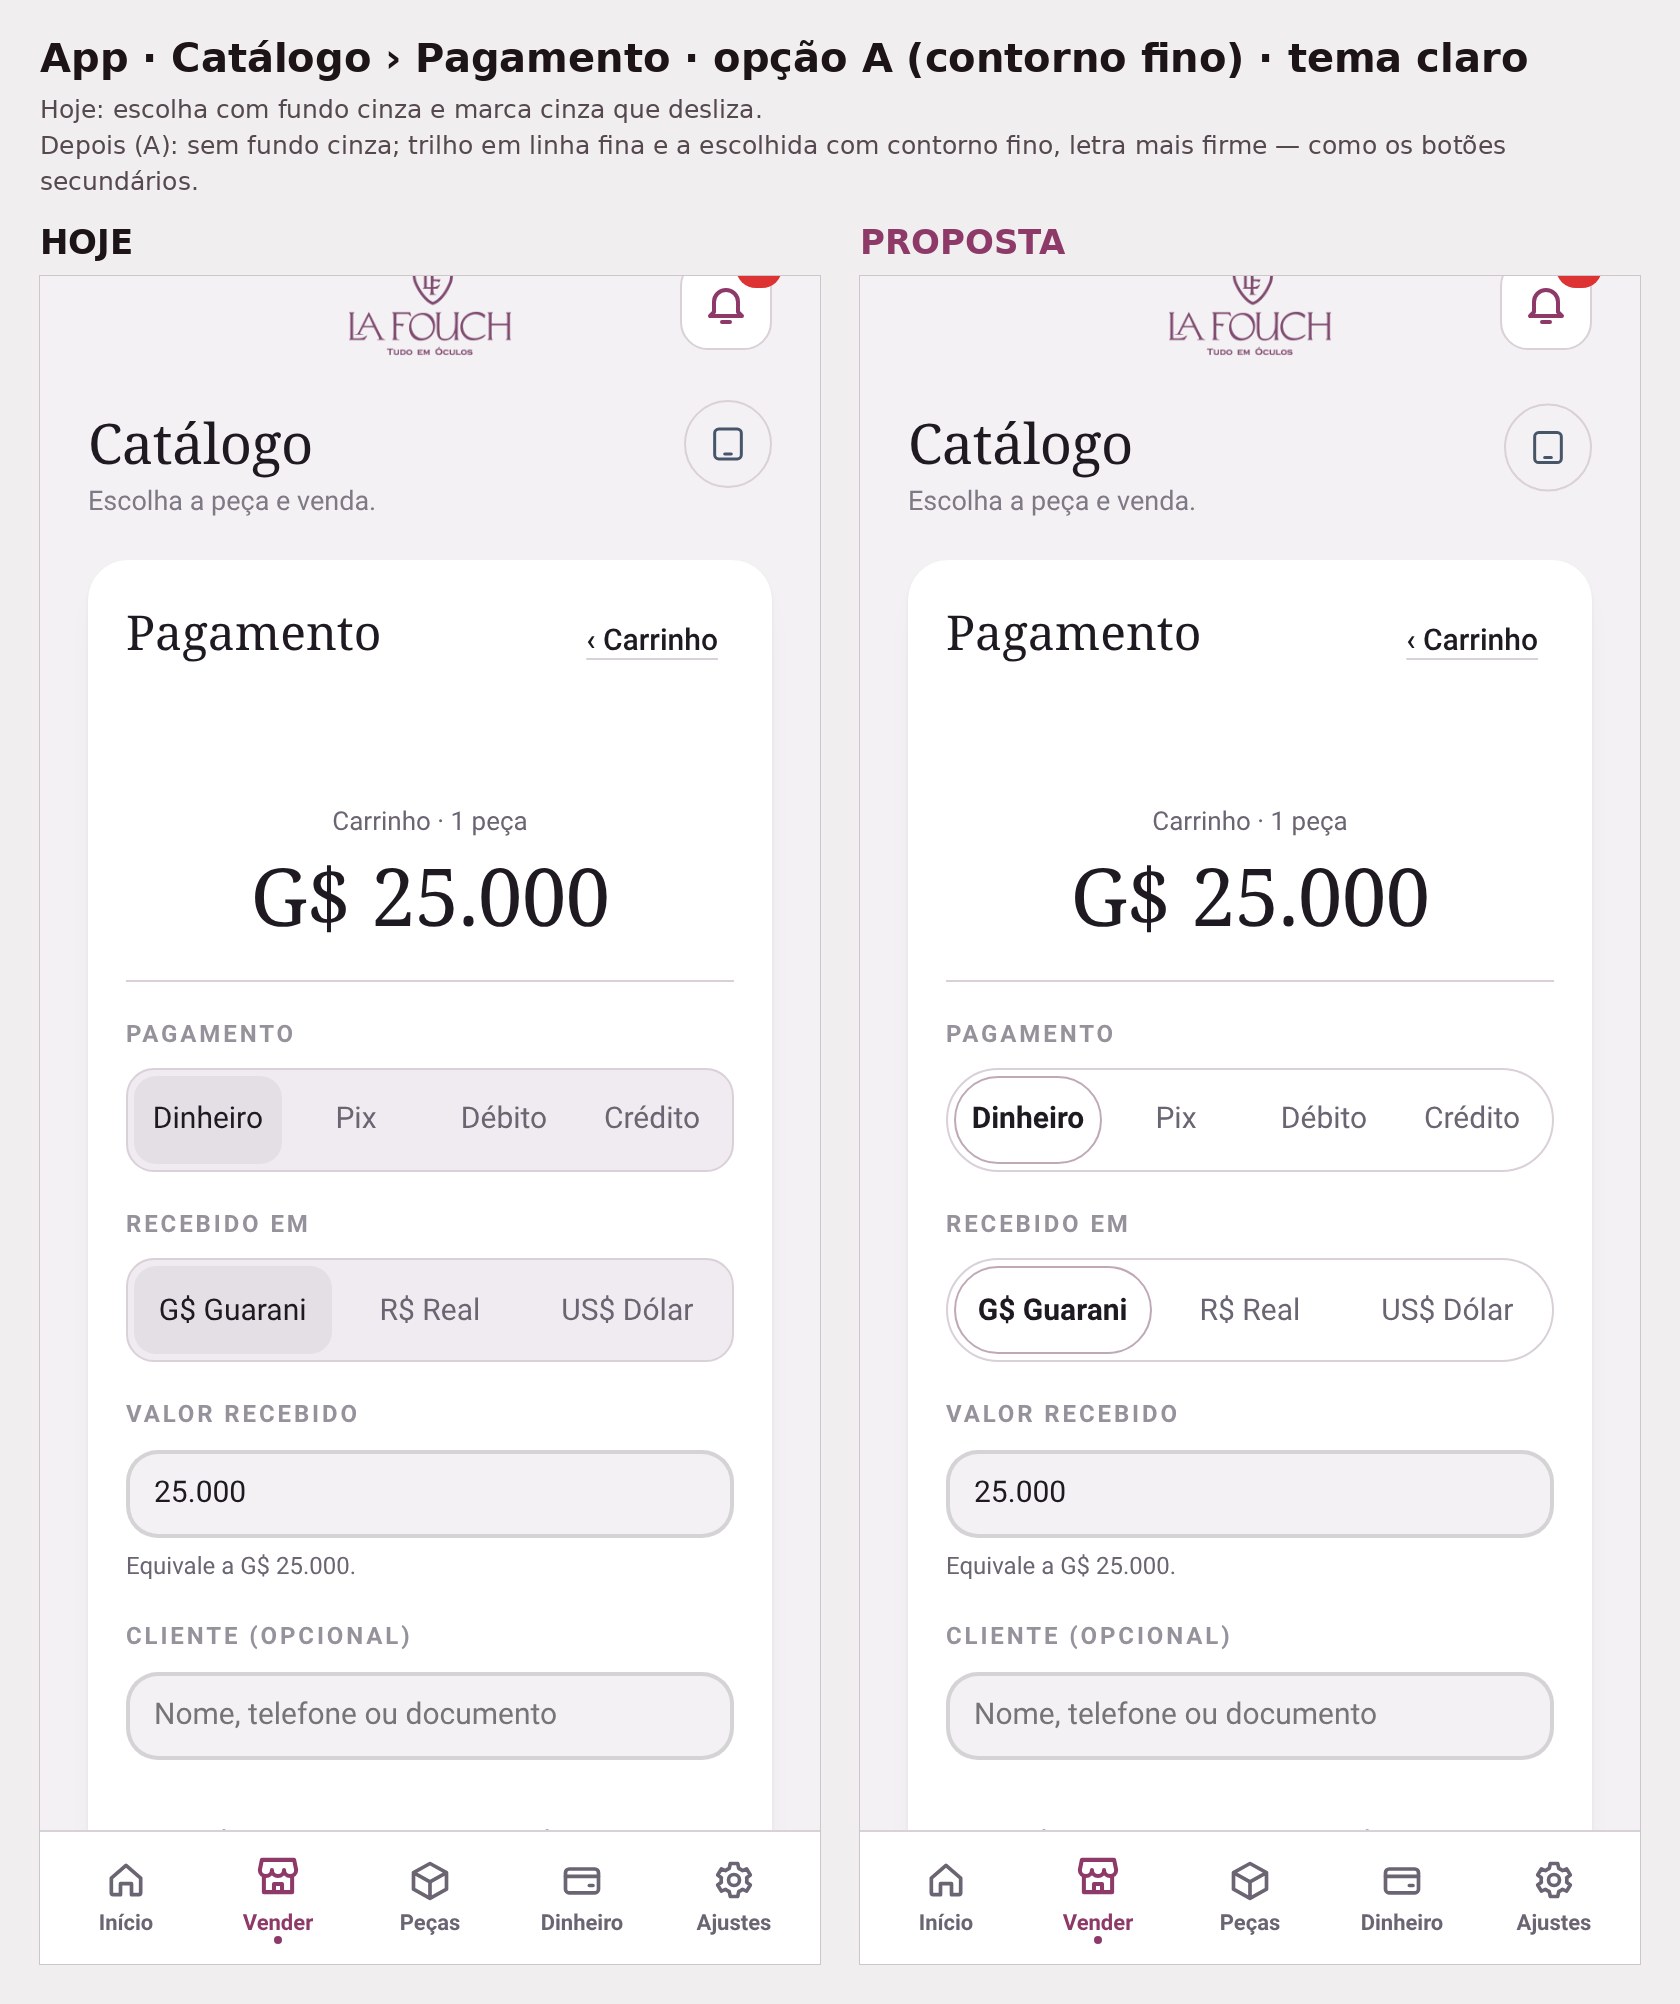 App · Catálogo › Pagamento · opção A (contorno fino) · tema claro
Hoje: escolha com fundo cinza e marca cinza que desliza.
Depois (A): sem fundo cinza; trilho em linha fina e a escolhida com contorno fino, letra mais firme — como os botões
secundários.
HOJE
LF
LA FOUCH
TUDO EM ÓCULOS
Catálogo
Escolha a peça e venda.
Pagamento
‹ Carrinho
Carrinho · 1 peça
G$ 25.000
PAGAMENTO
Dinheiro Pix Débito Crédito
RECEBIDO EM
G$ Guarani R$ Real US$ Dólar
VALOR RECEBIDO
25.000
Equivale a G$ 25.000.
CLIENTE (OPCIONAL)
Nome, telefone ou documento
Início Vender Peças Dinheiro Ajustes
PROPOSTA
LF
LA FOUCH
TUDO EM ÓCULOS
Catálogo
Escolha a peça e venda.
Pagamento
‹ Carrinho
Carrinho · 1 peça
G$ 25.000
PAGAMENTO
Dinheiro Pix Débito Crédito
RECEBIDO EM
G$ Guarani R$ Real US$ Dólar
VALOR RECEBIDO
25.000
Equivale a G$ 25.000.
CLIENTE (OPCIONAL)
Nome, telefone ou documento
Início Vender Peças Dinheiro Ajustes